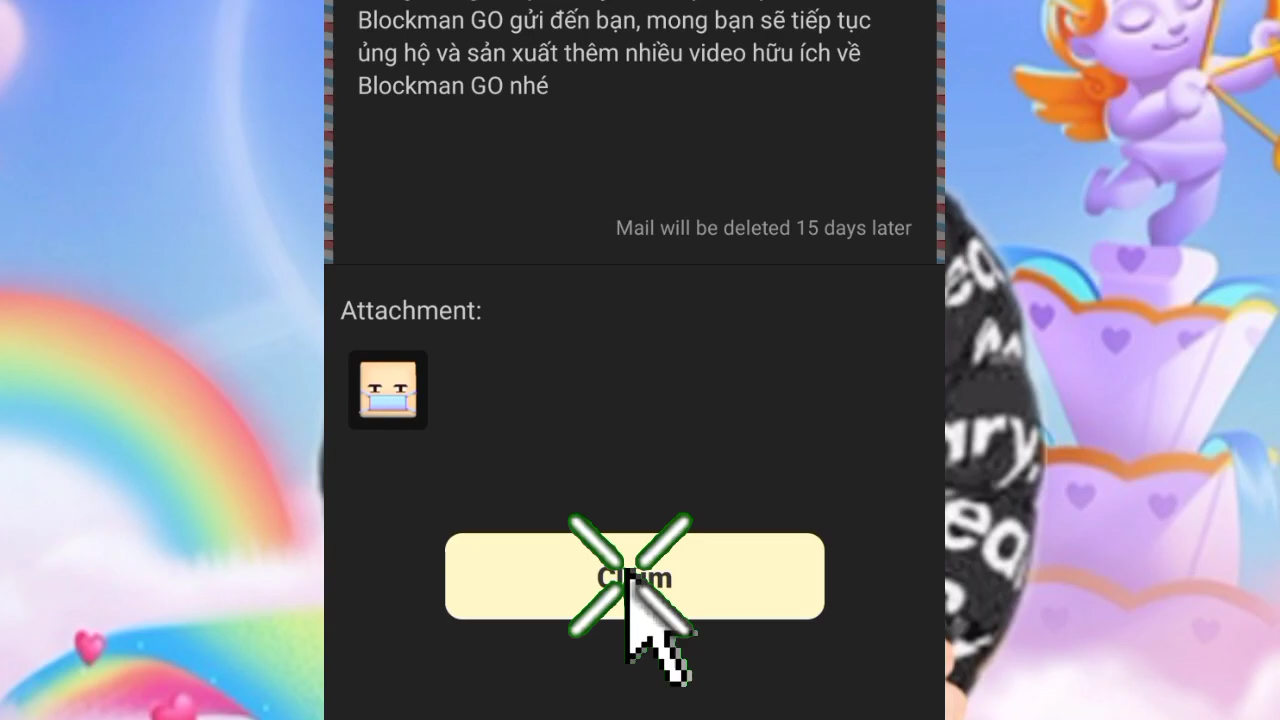 Blockman GO gửi đến bạn, mong bạn sẽ tiếp tục
ủng hộ và sản xuất thêm nhiều video hữu ích về
Blockman GO nhé
Mail will be deleted 15 days later
Attachment:
Claim